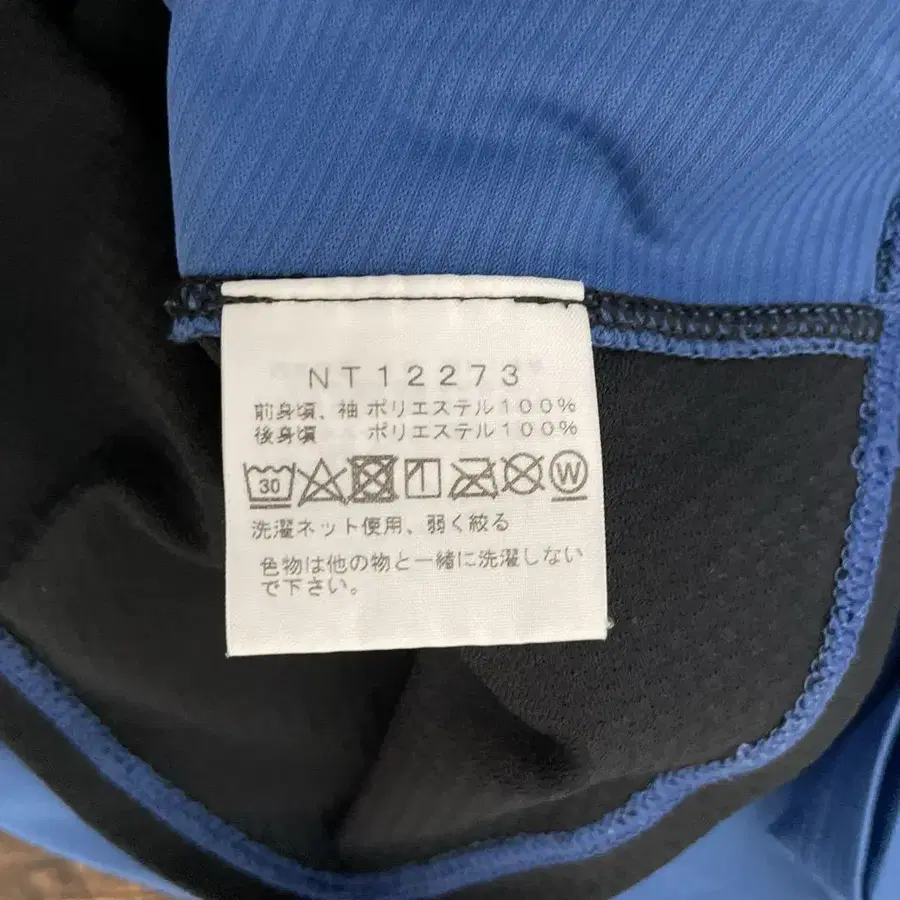 NT12273
前身頃、袖 ポリエステル100%
後身頃 ポリエステル100%
30 W
洗濯ネット使用、弱く絞る
色物は他の物と一緒に洗濯しない
で下さい。